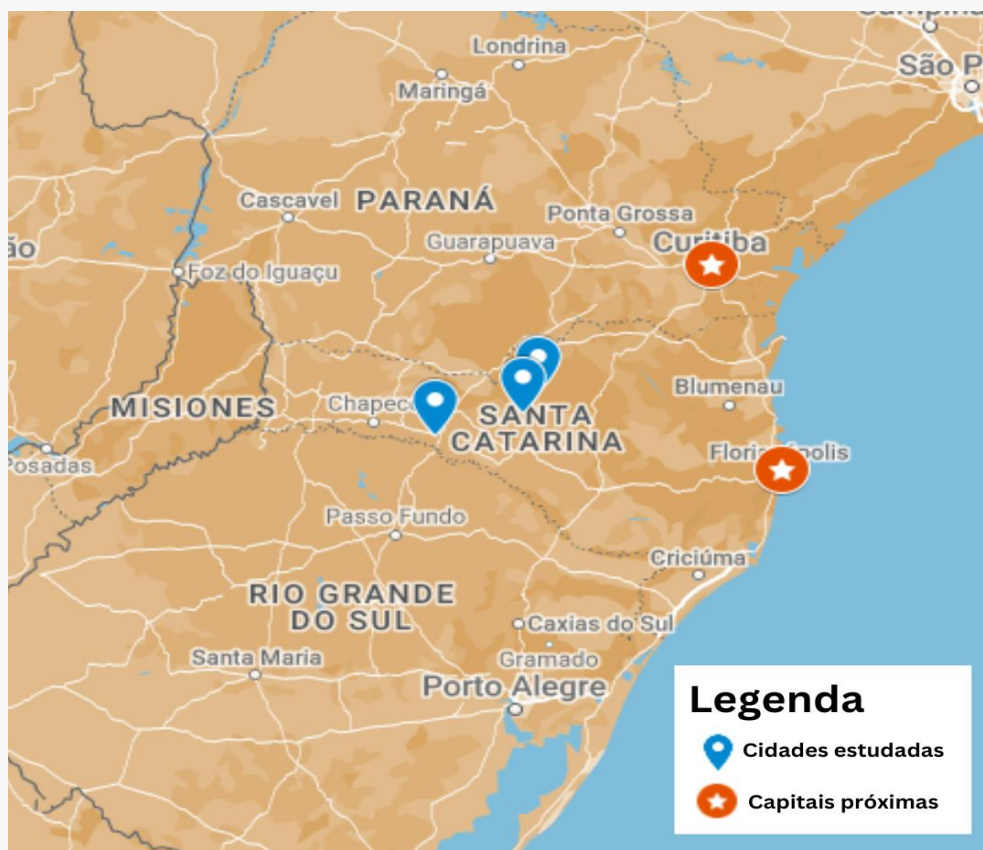 Londrina
São P
Maringá
Cascavel
PARANÁ
Ponta Grossa
Guarapuava
Curitiba
ão
Foz do Iguaçu
Blumenau
MISIONES
Chapec
SANTA
CATARINA
Posadas
Passo Fundo
Criciúma
RIO GRANDE
DO SUL
Caxias do Sul
Santa Maria
Gramado
Porto Alegre
Legenda
Cidades estudadas
Capitais próximas